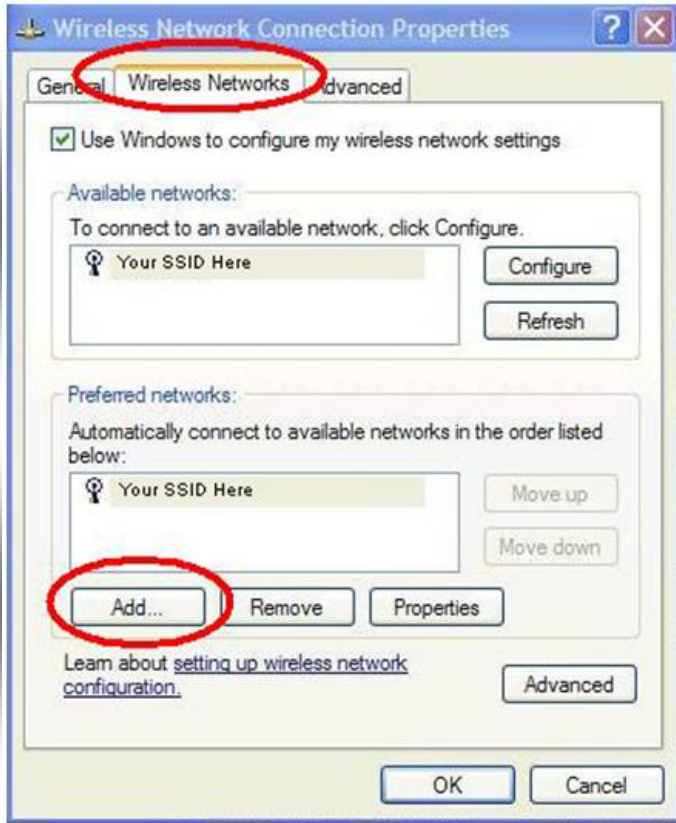 Wireless Network Connection Properties
General Wireless Networks Advanced
Use Windows to configure my wireless network settings
Available networks:
To connect to an available network, click Configure.
Your SSID Here
Configure
Refresh
Preferred networks:
Automatically connect to available networks in the order listed
below:
Your SSID Here
Move up
Move down
Add... Remove Properties
Learn about setting up wireless network
configuration.
Advanced
OK Cancel